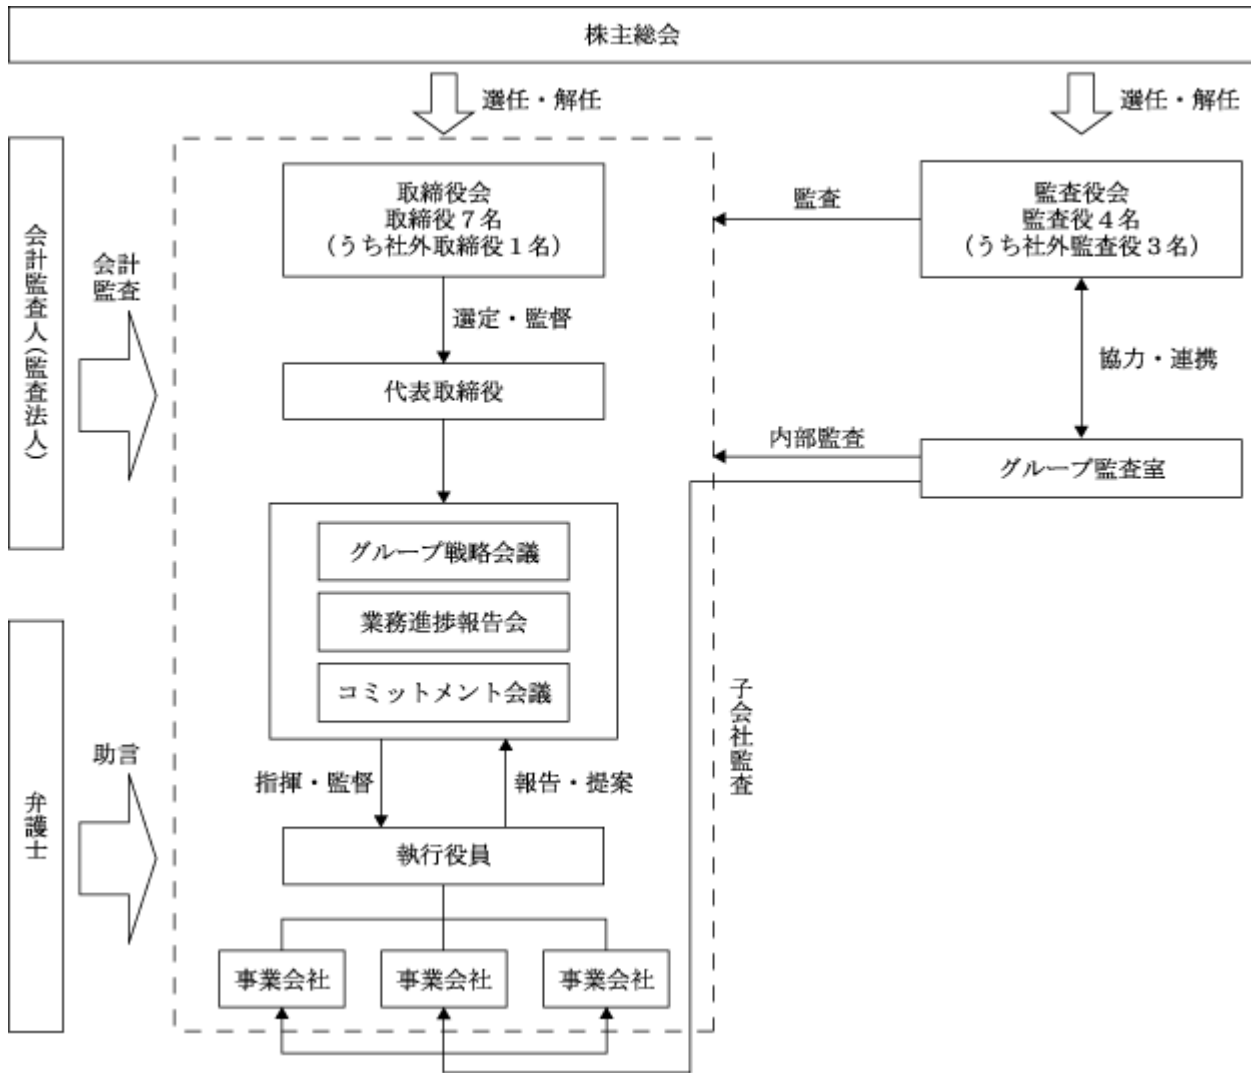 株主総会
選任・解任
選任・解任
会計監査人(監査法人)
会計
監査
取締役会
取締役7名
(うち社外取締役1名)
監査
監査役会
監査役4名
(うち社外監査役3名)
選定・監督
協力・連携
代表取締役
内部監査
グループ監査室
グループ戦略会議
業務進捗報告会
コミットメント会議
子会社監査
弁護士
助言
指揮・監督
報告・提案
執行役員
事業会社
事業会社
事業会社